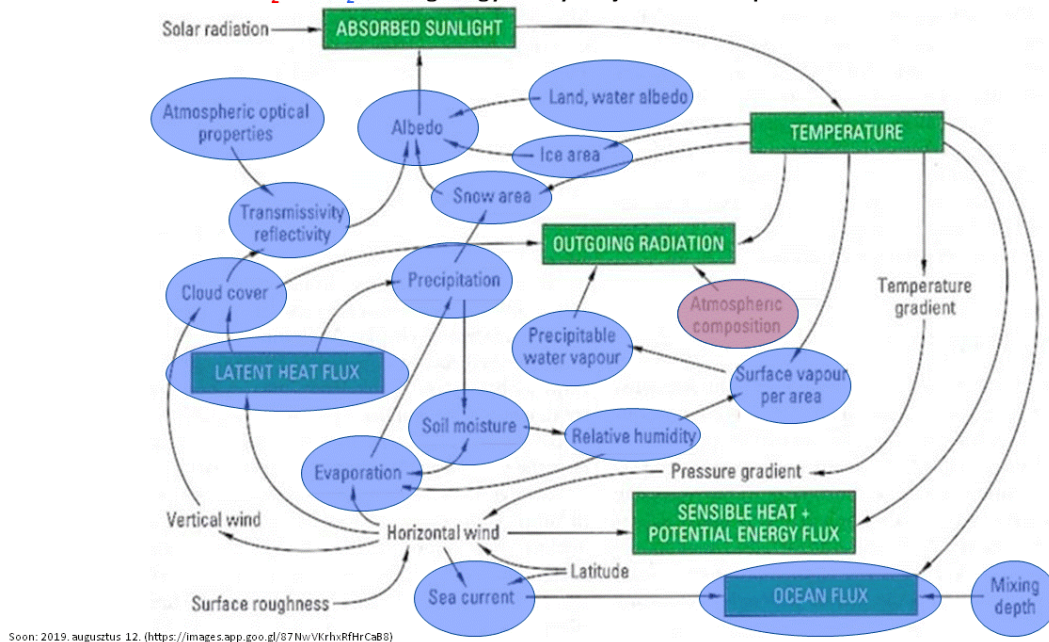 Solar radiation
ABSORBED SUNLIGHT
Atmospheric optical
properties
Albedo
Land, water albedo
Ice area
TEMPERATURE
Snow area
Transmissivity
reflectivity
OUTGOING RADIATION
Cloud cover
Precipitation
Temperature
gradient
Atmospheric
composition
Precipitable
water vapour
LATENT HEAT FLUX
Surface vapour
per area
Soil moisture
Relative humidity
Evaporation
Pressure gradient
Vertical wind
Horizontal wind
SENSIBLE HEAT +
POTENTIAL ENERGY FLUX
Latitude
Surface roughness
Sea current
OCEAN FLUX
Mixing
depth
Soon: 2019. augusztus 12. (https://images.app.goo.gl/87NwVKrhxRfHrCaB8)